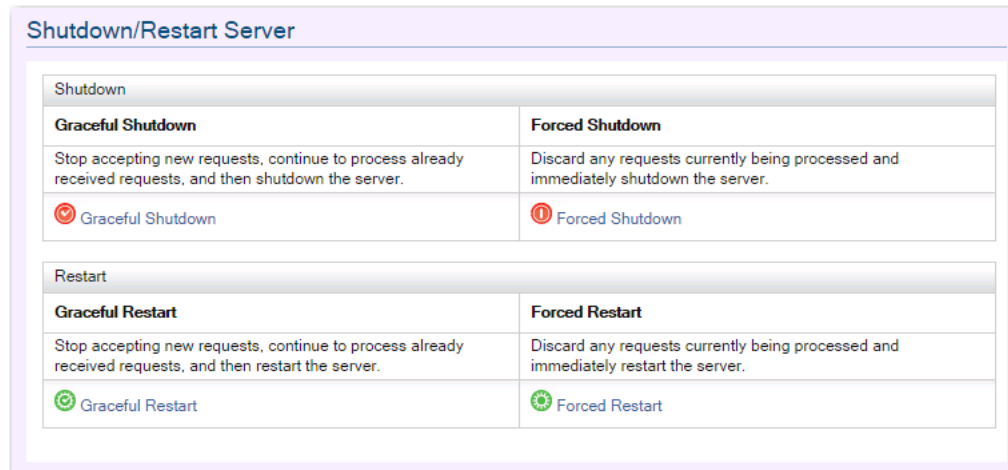 Shutdown/Restart Server
Shutdown
Graceful Shutdown
Forced Shutdown
Stop accepting new requests, continue to process already
received requests, and then shutdown the server.
Discard any requests currently being processed and
immediately shutdown the server.
Graceful Shutdown
Forced Shutdown
Restart
Graceful Restart
Forced Restart
Stop accepting new requests, continue to process already
received requests, and then restart the server.
Discard any requests currently being processed and
immediately restart the server.
Graceful Restart
Forced Restart